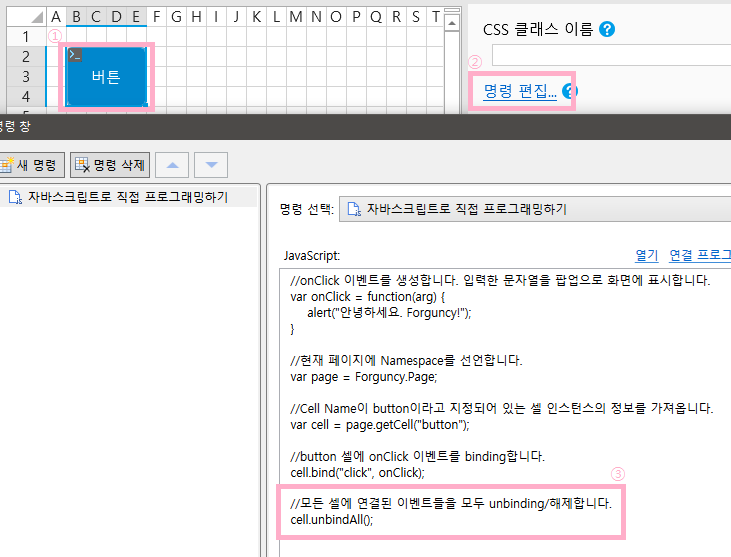 A B C D E F G H I J K L M N O P Q R S T
CSS 클래스 이름 ?
①
1
2
버튼
3
4
②
명령 편집... ?
령 창
새 명령 명령 삭제
자바스크립트로 직접 프로그래밍하기
명령 선택: 자바스크립트로 직접 프로그래밍하기
JavaScript: 열기 연결 프로그
//onClick 이벤트를 생성합니다. 입력한 문자열을 팝업으로 화면에 표시합니다.
var onClick = function(arg) {
alert("안녕하세요. Forguncy!");
}
//현재 페이지에 Namespace를 선언합니다.
var page = Forguncy.Page;
//Cell Name이 button이라고 지정되어 있는 셀 인스턴스의 정보를 가져옵니다.
var cell = page.getCell("button");
//button 셀에 onClick 이벤트를 binding합니다.
cell.bind("click", onClick);
③
//모든 셀에 연결된 이벤트들을 모두 unbinding/해제합니다.
cell.unbindAll();